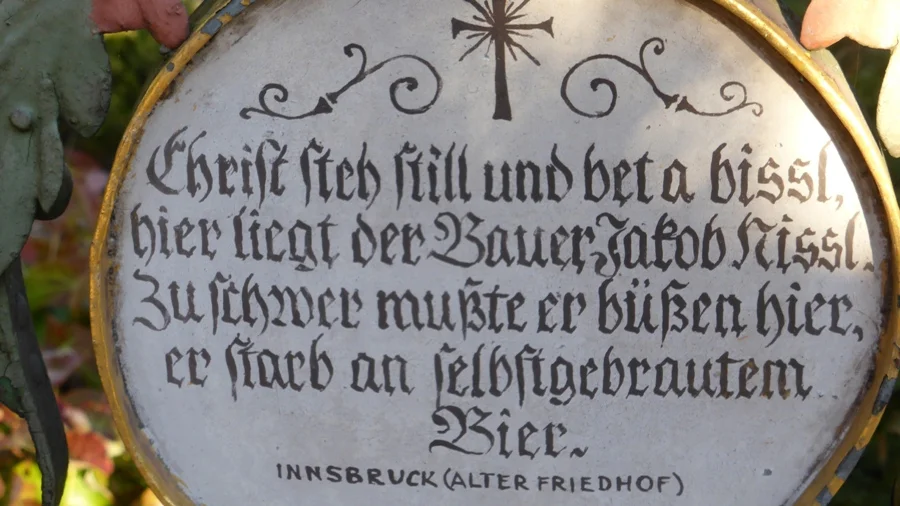 Christ steh still und bet a bissl,
hier liegt der Bauer Jakob Nissl.
Zu schwer mußte er büßen hier,
er starb an selbstgebrautem
Bier.
INNSBRUCK (ALTER FRIEDHOF)